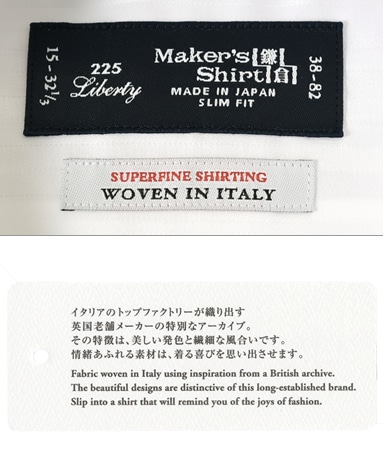 15-32 1/3
225
Liberty
Maker's
Shirt 鎌倉
MADE IN JAPAN
SLIM FIT
38-82
SUPERFINE SHIRTING
WOVEN IN ITALY
イタリアのトップファクトリーが織り出す
英国老舗メーカーの特別なアーカイブ。
その特徴は、美しい発色と繊細な風合いです。
情緒あふれる素材は、着る喜びを思い出させます。
Fabric woven in Italy using inspiration from a British archive.
The beautiful designs are distinctive of this long-established brand.
Slip into a shirt that will remind you of the joys of fashion.